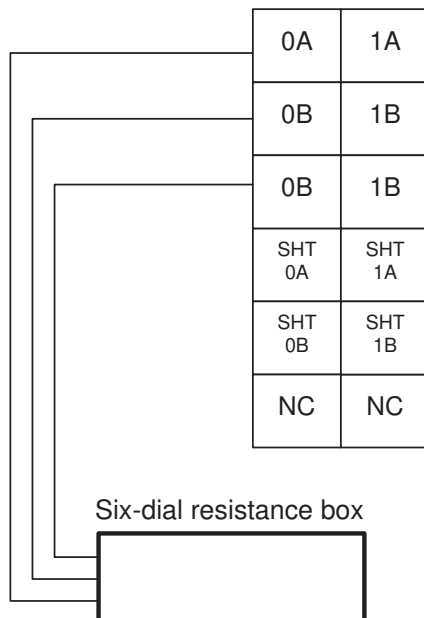 0A 1A
0B 1B
0B 1B
SHT SHT
0A 1A
SHT SHT
0B 1B
NC NC
Six-dial resistance box